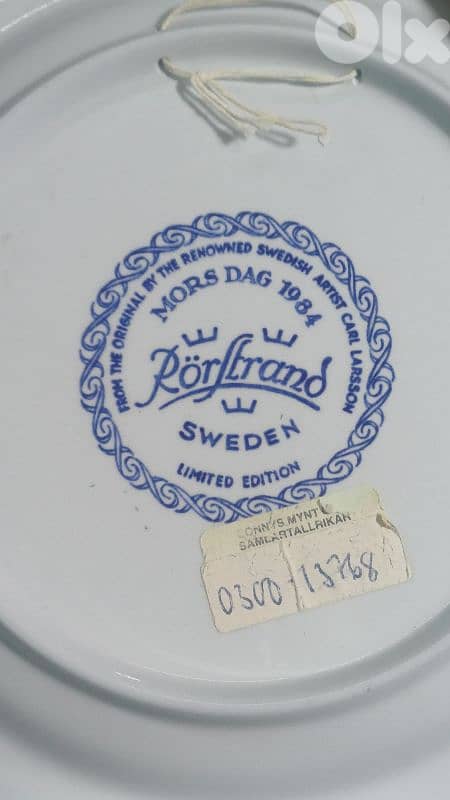 OLX
FROM THE ORIGINAL BY THE RENOWNED SWEDISH ARTIST CARL LARSSON
MORS DAG 1984
Rörstrand
SWEDEN
LIMITED EDITION
MYNT
SAMLARTALLRIKAR
0300